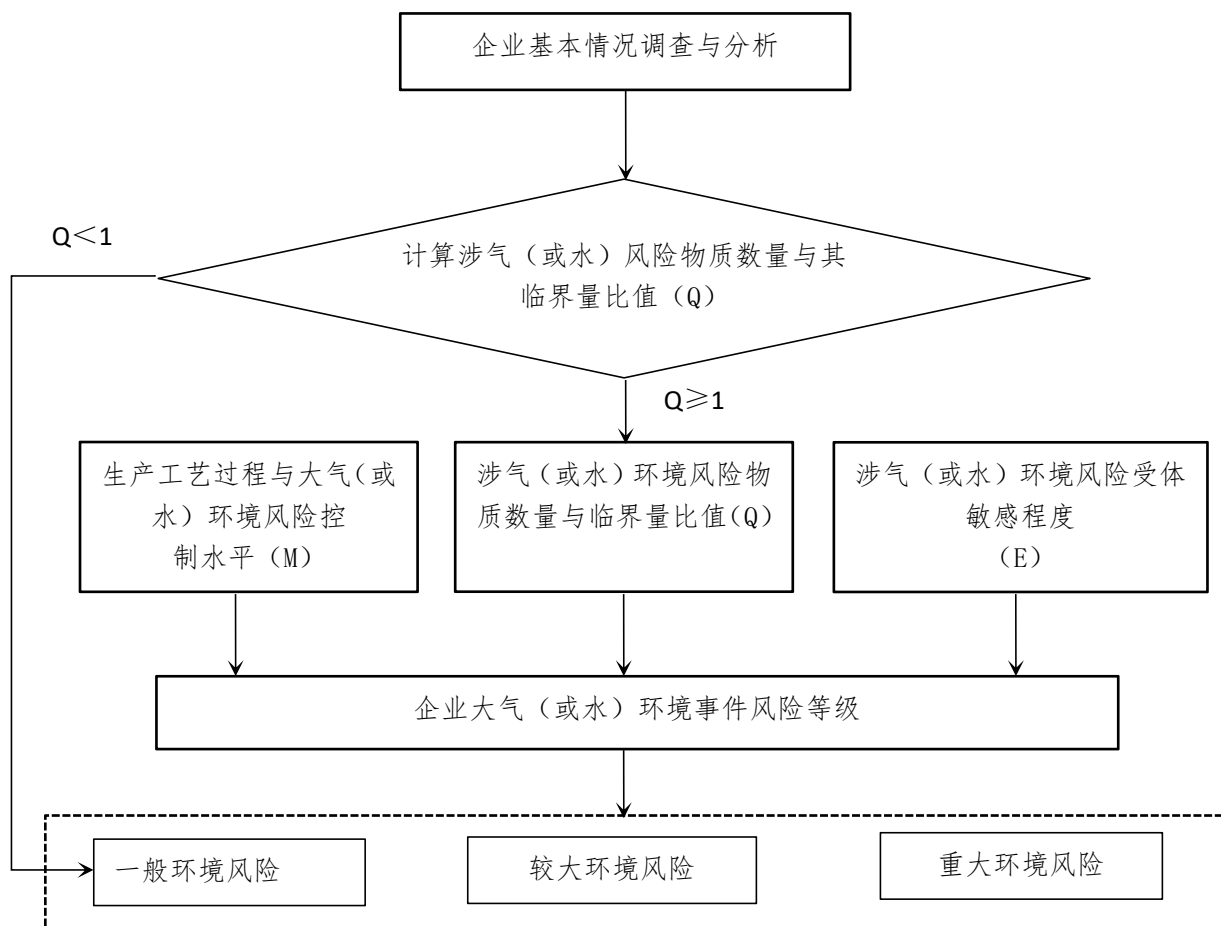 企业基本情况调查与分析
Q＜1
计算涉气（或水）风险物质数量与其
临界量比值（Q）
Q≥1
生产工艺过程与大气(或
水）环境风险控
制水平（M）
涉气（或水）环境风险物
质数量与临界量比值(Q)
涉气（或水）环境风险受体
敏感程度
（E）
企业大气（或水）环境事件风险等级
一般环境风险
较大环境风险
重大环境风险